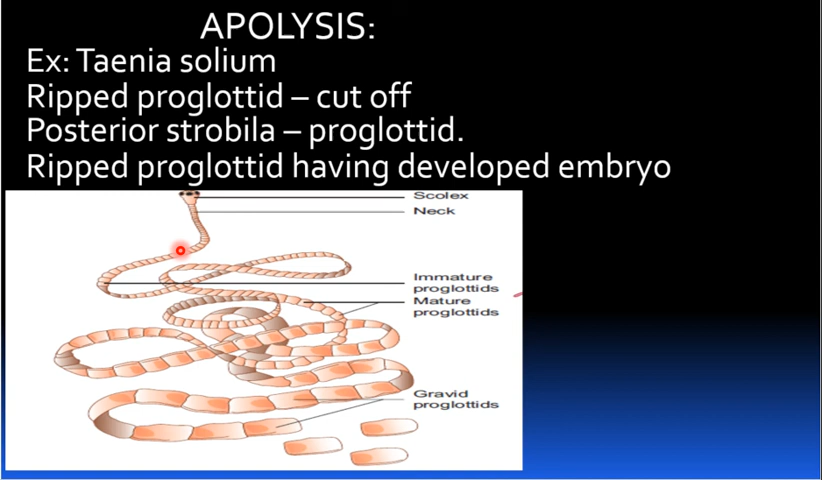 APOLYSIS:
Ex: Taenia solium
Ripped proglottid – cut off
Posterior strobila – proglottid.
Ripped proglottid having developed embryo
Scolex
Neck
Immature
proglottids
Mature
proglottids
Gravid
proglottids